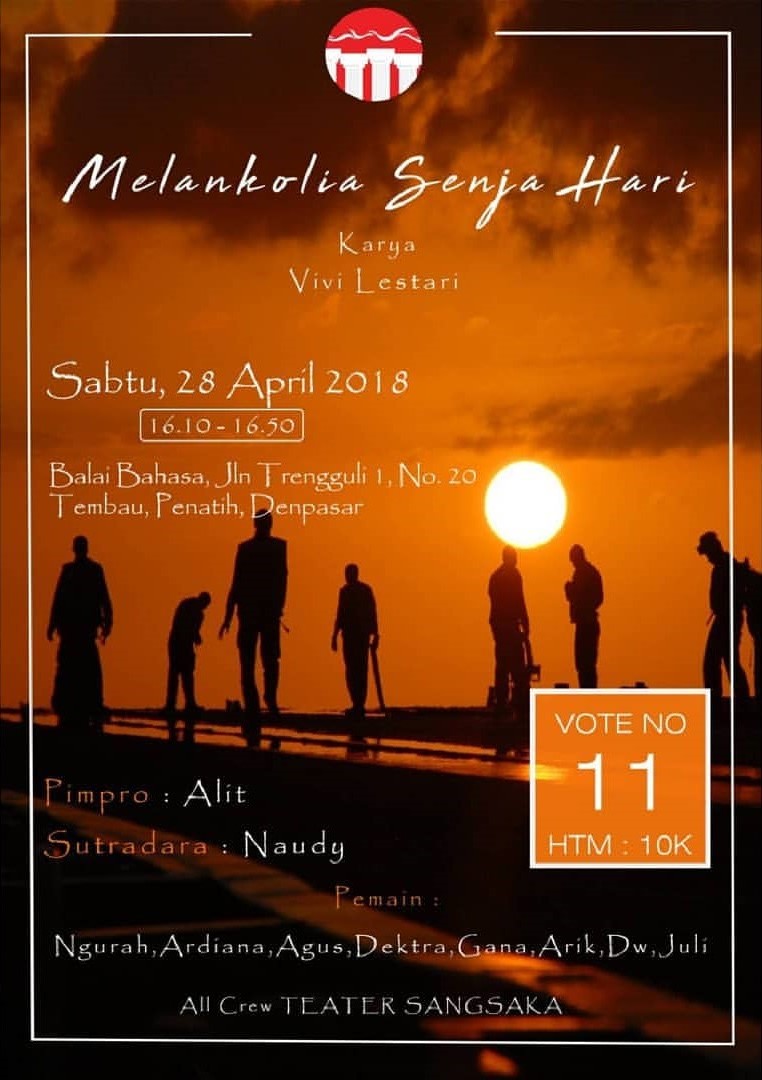 Melankolia Senja Hari
Karya
Vivi Lestari
Sabtu, 28 April 2018
16.10 - 16.50
Balai Bahasa, Jln Trengguli 1, No. 20
Tembau, Penatih, Denpasar
VOTE NO
11
HTM : 10K
Pimpro : Alit
Sutradara : Naudy
Pemain :
Ngurah,Ardiana,Agus,Dektra,Gana,Arik,Dw,Juli
All Crew TEATER SANGSAKA